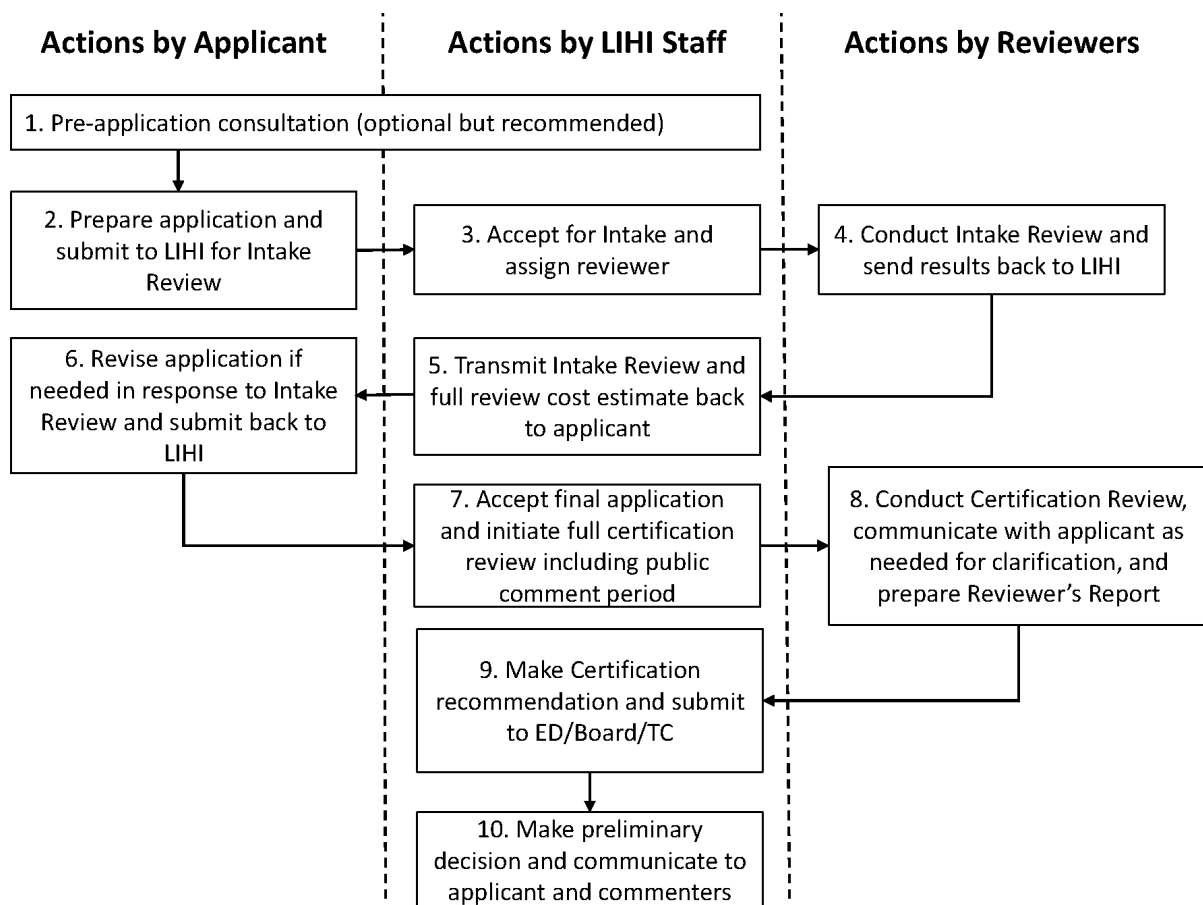 Actions by Applicant
Actions by LIHI Staff
Actions by Reviewers
1. Pre-application consultation (optional but recommended)
2. Prepare application and
submit to LIHI for Intake
Review
3. Accept for Intake and
assign reviewer
4. Conduct Intake Review and
send results back to LIHI
6. Revise application if
needed in response to Intake
Review and submit back to
LIHI
5. Transmit Intake Review and
full review cost estimate back
to applicant
7. Accept final application
and initiate full certification
review including public
comment period
8. Conduct Certification Review,
communicate with applicant as
needed for clarification, and
prepare Reviewer’s Report
9. Make Certification
recommendation and submit
to ED/Board/TC
10. Make preliminary
decision and communicate to
applicant and commenters